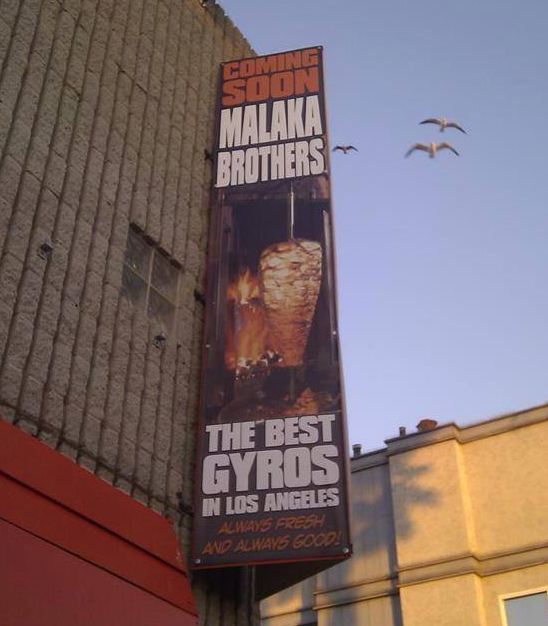 COMING
SOON
MALAKA
BROTHERS
THE BEST
GYROS
IN LOS ANGELES
ALWAYS FRESH
AND ALWAYS GOOD!